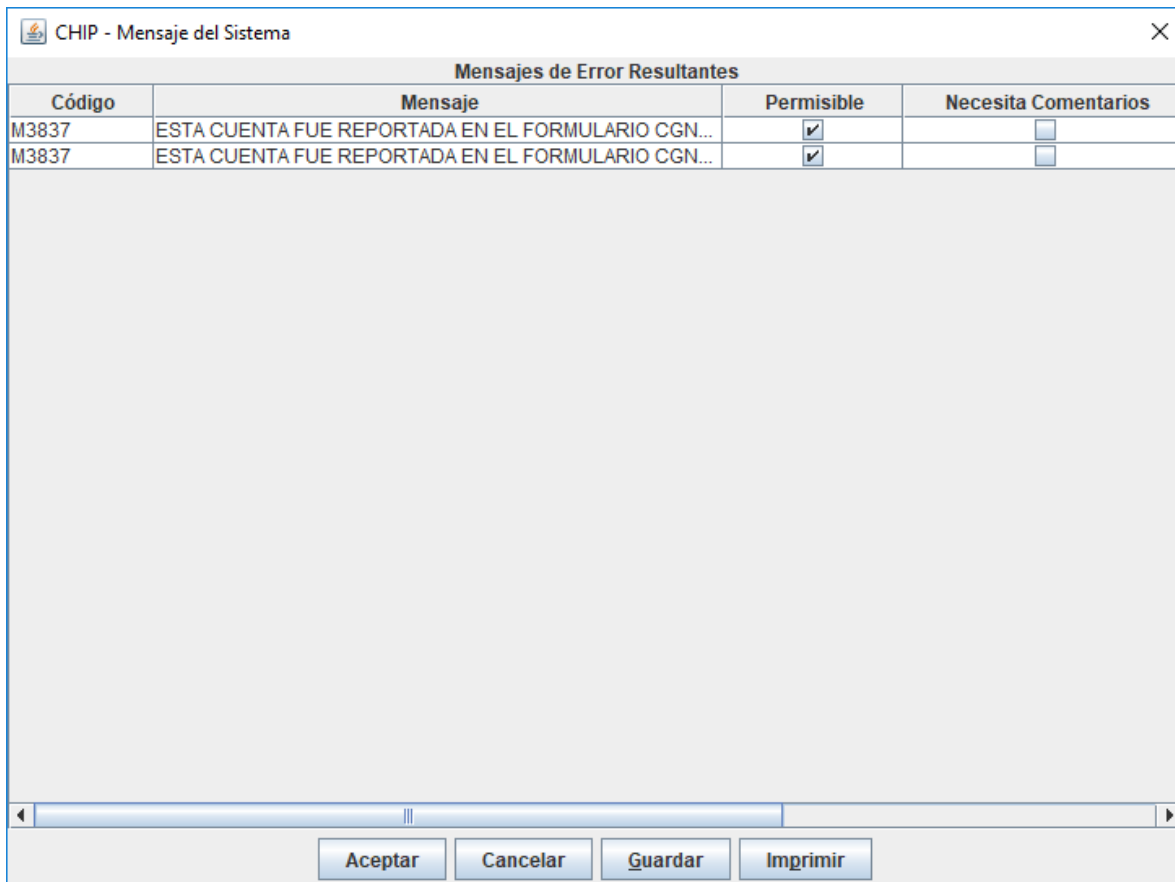 CHIP - Mensaje del Sistema
Mensajes de Error Resultantes
Código Mensaje Permisible Necesita Comentarios
M3837 ESTA CUENTA FUE REPORTADA EN EL FORMULARIO CGN...
M3837 ESTA CUENTA FUE REPORTADA EN EL FORMULARIO CGN...
Aceptar Cancelar Guardar Imprimir